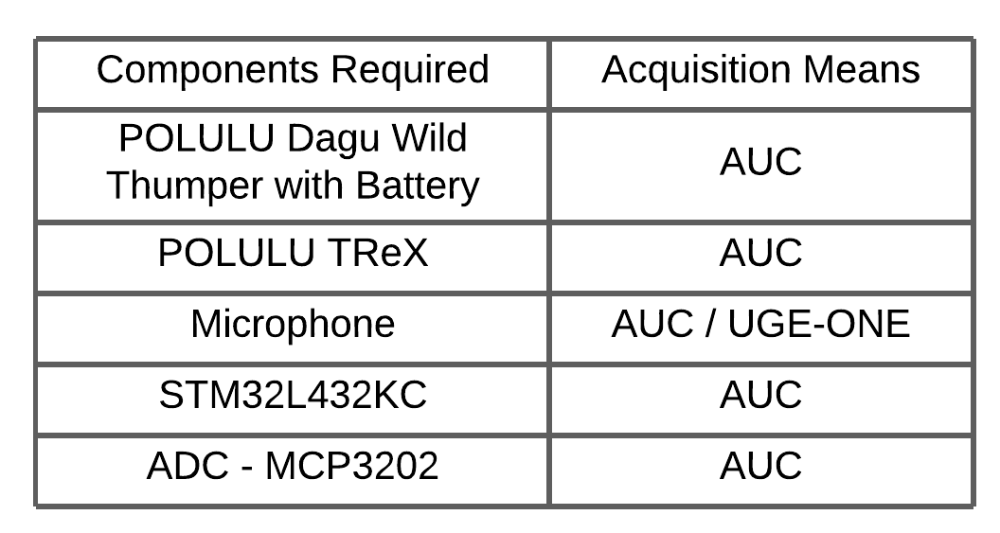 Components Required
Acquisition Means
POLULU Dagu Wild
Thumper with Battery
AUC
POLULU TReX
AUC
Microphone
AUC / UGE-ONE
STM32L432KC
AUC
ADC - MCP3202
AUC